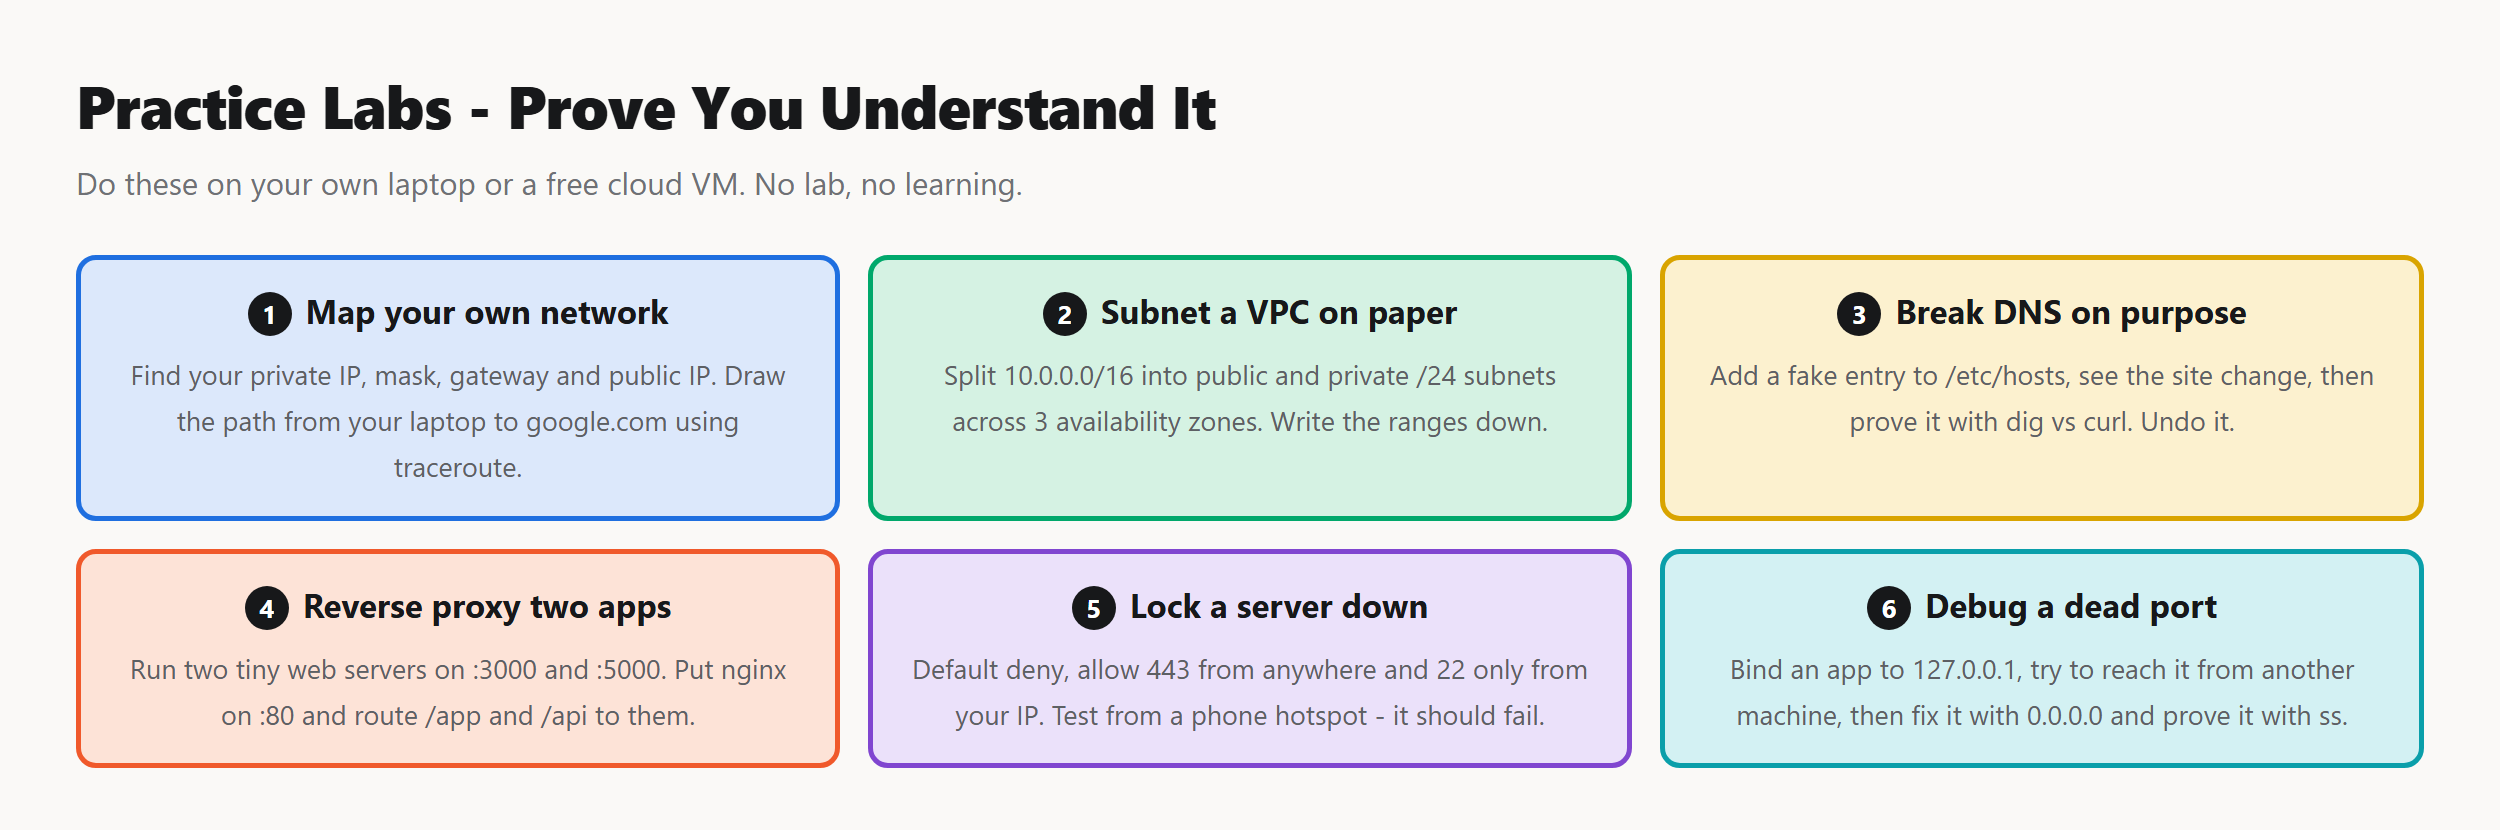 Practice Labs - Prove You Understand It
Do these on your own laptop or a free cloud VM. No lab, no learning.
1 Map your own network
Find your private IP, mask, gateway and public IP. Draw
the path from your laptop to google.com using
traceroute.
2 Subnet a VPC on paper
Split 10.0.0.0/16 into public and private /24 subnets
across 3 availability zones. Write the ranges down.
3 Break DNS on purpose
Add a fake entry to /etc/hosts, see the site change, then
prove it with dig vs curl. Undo it.
4 Reverse proxy two apps
Run two tiny web servers on :3000 and :5000. Put nginx
on :80 and route /app and /api to them.
5 Lock a server down
Default deny, allow 443 from anywhere and 22 only from
your IP. Test from a phone hotspot - it should fail.
6 Debug a dead port
Bind an app to 127.0.0.1, try to reach it from another
machine, then fix it with 0.0.0.0 and prove it with ss.